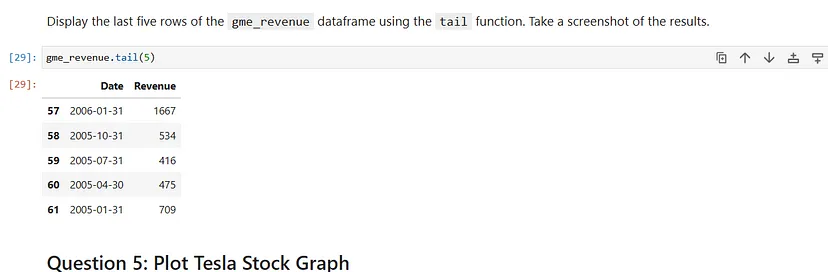 Display the last five rows of the gme_revenue dataframe using the tail function. Take a screenshot of the results.
[29]: gme_revenue.tail(5)
[29]: Date Revenue
57 2006-01-31 1667
58 2005-10-31 534
59 2005-07-31 416
60 2005-04-30 475
61 2005-01-31 709
Question 5: Plot Tesla Stock Graph